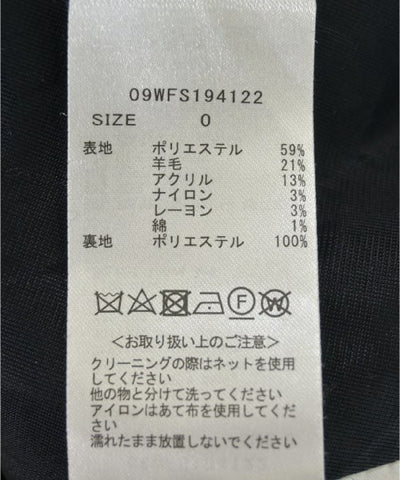 09WFS194122
SIZE 0
表地 ポリエステル 59%
羊毛 21%
アクリル 13%
ナイロン 3%
レーヨン 3%
綿 1%
裏地 ポリエステル 100%
F W
＜お取り扱い上のご注意＞
クリーニングの際はネットを使用
してください
他の物と分けて洗ってください
アイロンはあて布を使用してくだ
さい
濡れたまま放置しないでください